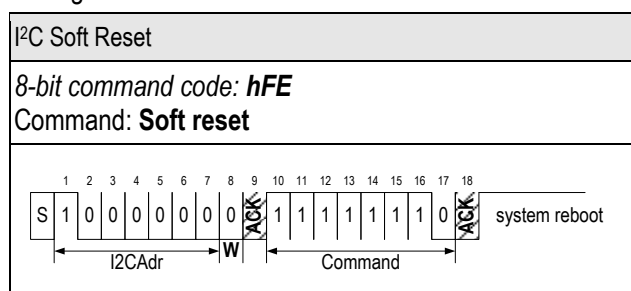 I²C Soft Reset
8-bit command code: hFE
Command: Soft reset
1 2 3 4 5 6 7 8 9 10 11 12 13 14 15 16 17 18
S 1 0 0 0 0 0 0 0 ACK 1 1 1 1 1 1 1 0 ACK system reboot
I2CAdr W Command